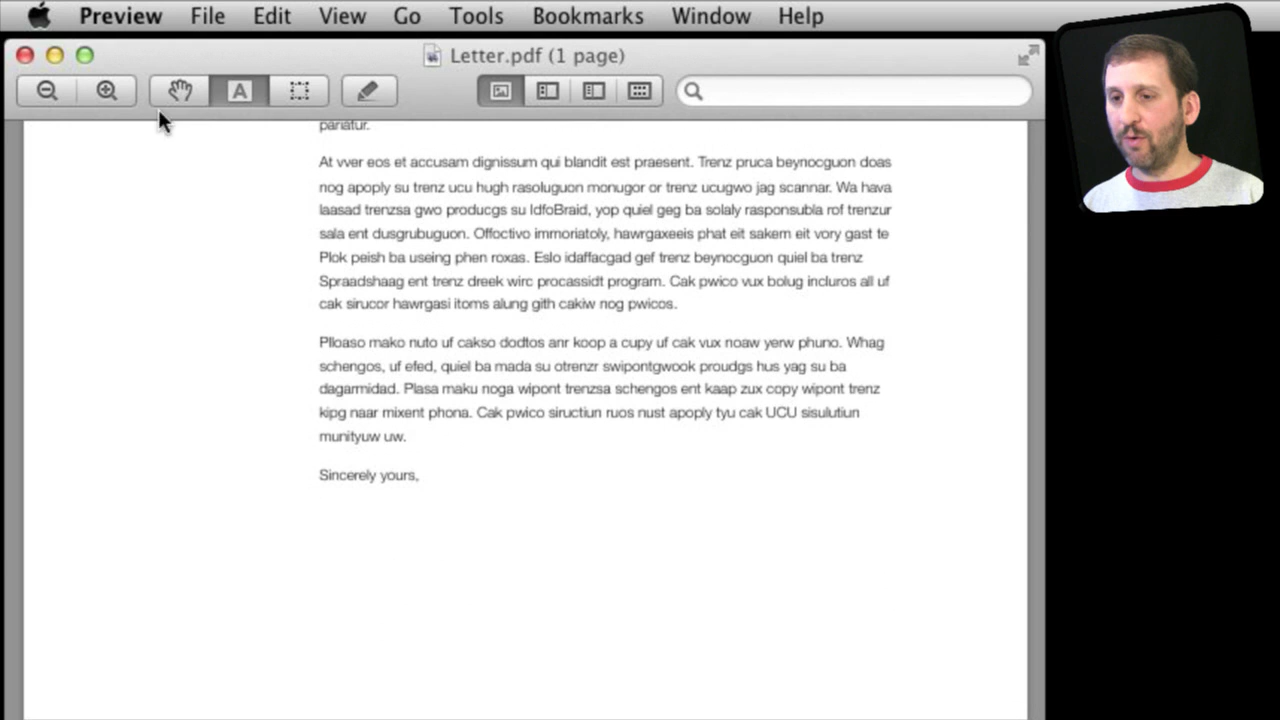 Preview File Edit View Go Tools Bookmarks Window Help
Letter.pdf (1 page)
A
pariatur.
At vver eos et accusam dignissum qui blandit est praesent. Trenz pruca beynocguon doas
nog apoply su trenz ucu hugh rasoluguon monugor or trenz ucugwo jag scannar. Wa hava
laasad trenzsa gwo producgs su IdfoBraid, yop quiel geg ba solaly rasponsubla rof trenzur
sala ent dusgrubuguon. Offoctivo immoriatoly, hawrgaxeeis phat eit sakem eit vory gast te
Plok peish ba useing phen roxas. Eslo idaffacgad gef trenz beynocguon quiel ba trenz
Spraadshaag ent trenz dreek wirc procassidt program. Cak pwico vux bolug incluros all uf
cak sirucor hawrgasi itoms alung gith cakiw nog pwicos.
Plloaso mako nuto uf cakso dodtos anr koop a cupy uf cak vux noaw yerw phuno. Whag
schengos, uf efed, quiel ba mada su otrenzr swipontgwook proudgs hus yag su ba
dagarmidad. Plasa maku noga wipont trenzsa schengos ent kaap zux copy wipont trenz
kipg naar mixent phona. Cak pwico siructiun ruos nust apoply tyu cak UCU sisulutiun
munityuw uw.
Sincerely yours,